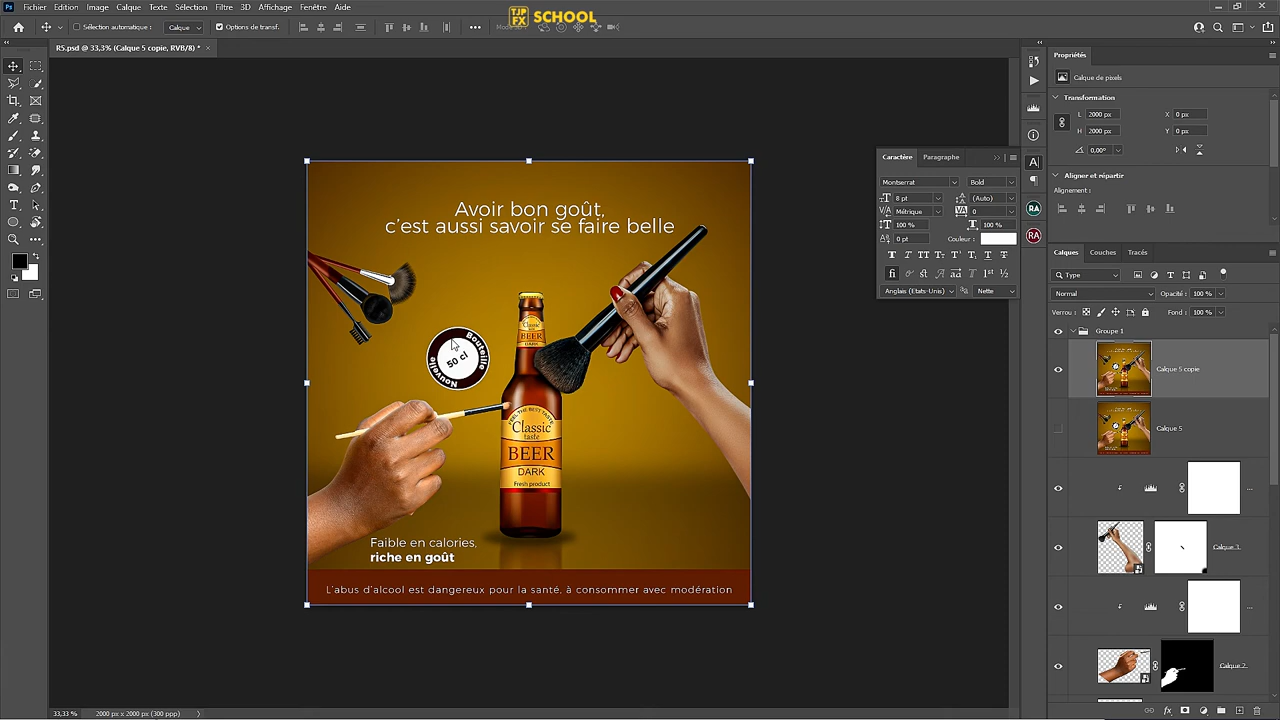 Fichier Edition Image Calque Texte Sélection Filtre 3D Affichage Fenêtre Aide
TJP FX SCHOOL
Sélection automatique : Calque Options de transf.
R5.psd @ 33,3% (Calque 5 copie, RVB/8) *
Avoir bon goût,
c'est aussi savoir se faire belle
Classic
taste
BEER
DARK
Nouvelle Bouteille
50 cl
FEEL THE BEST TASTE
Classic
taste
BEER
DARK
Fresh product
Faible en calories,
riche en goût
L'abus d'alcool est dangereux pour la santé, à consommer avec modération
Caractère Paragraphe
Montserrat Bold
8 pt (Auto)
Métrique 0
100 % 100 %
0 pt Couleur :
Anglais (Etats-Unis) Nette
Propriétés
Calque de pixels
Transformation
L 2000 px X 0 px
H 2000 px Y 0 px
0,00°
Aligner et répartir
Alignement :
Calques Couches Tracés
Type
Normal Opacité : 100 %
Verrou : Fond : 100 %
Groupe 1
Calque 5 copie
Calque 5
Calque 3
Calque 2
33,33 % 2000 px x 2000 px (300 ppp)